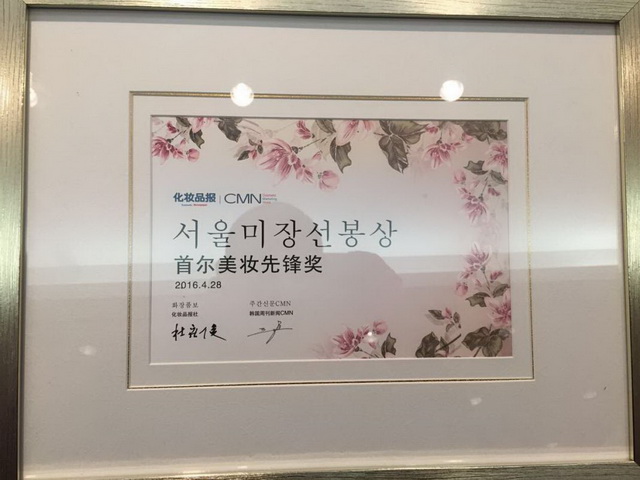 化妆品报 | CMN
서울미장선봉상
首尔美妆先锋奖
2016.4.28
화장품보 주간신문CMN
化妆品报社 韩国周刊新闻CMN